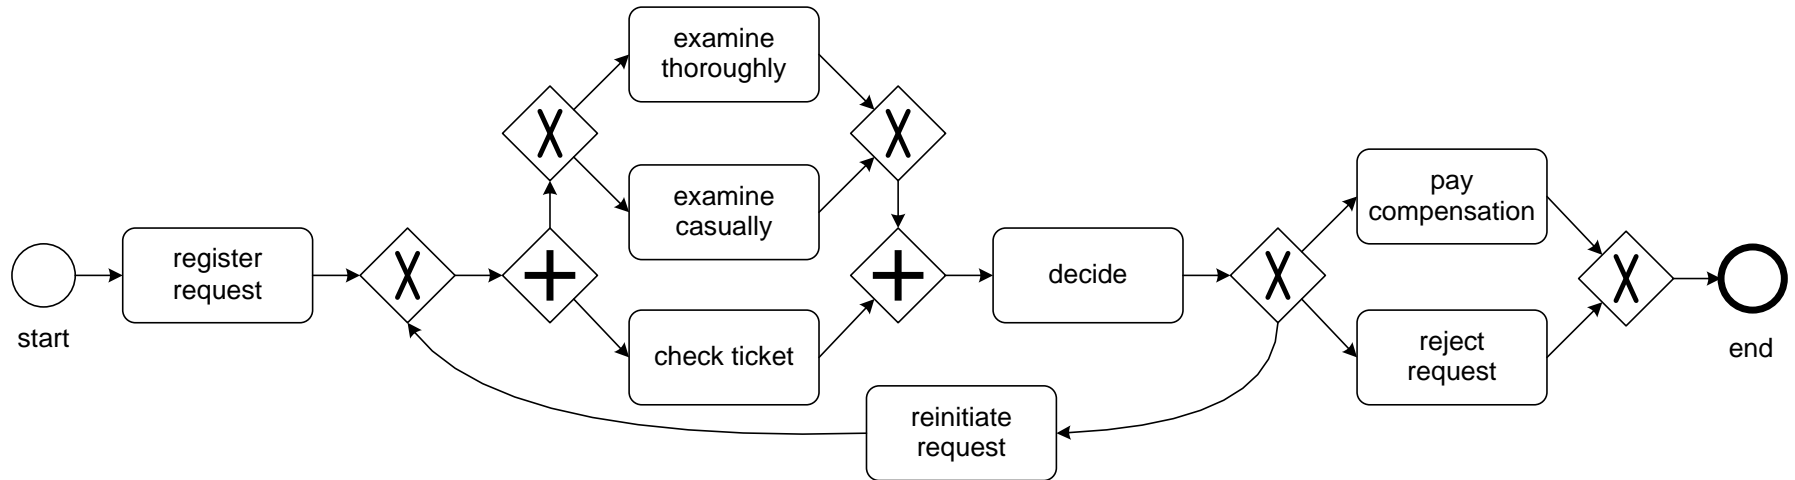 start
register
request
examine
thoroughly
examine
casually
check ticket
decide
reinitiate
request
pay
compensation
reject
request
end